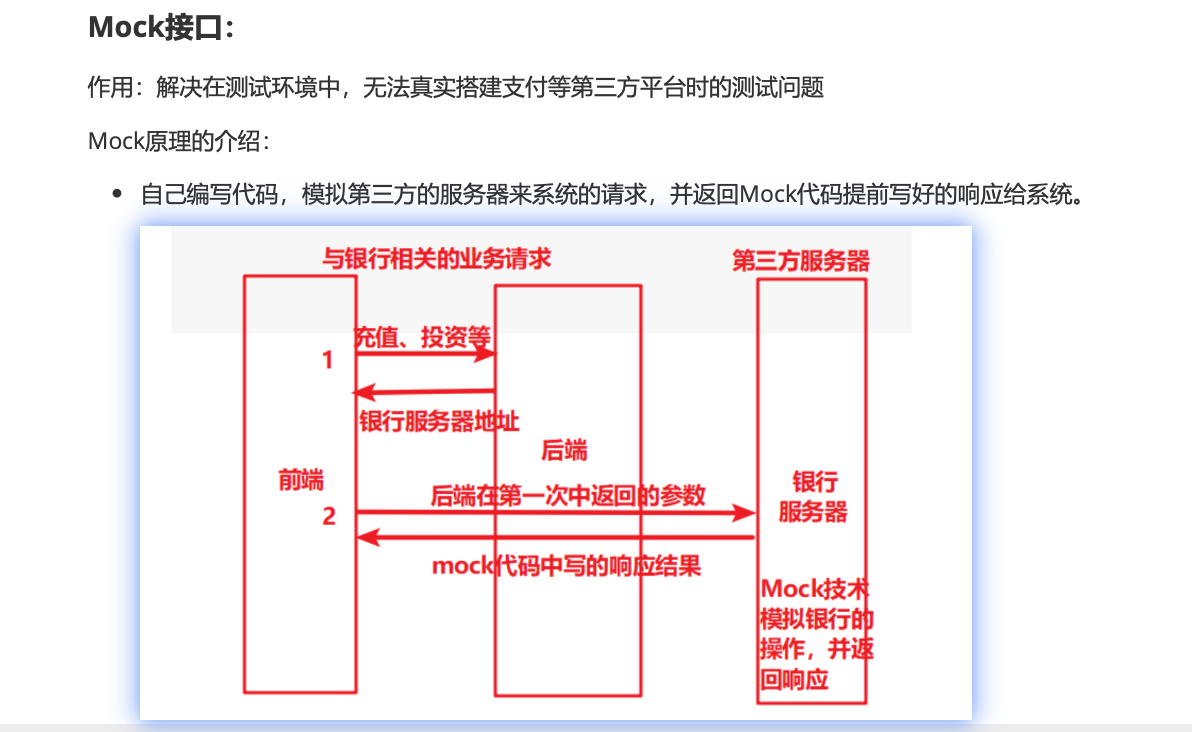 Mock接口：
作用：解决在测试环境中，无法真实搭建支付等第三方平台时的测试问题
Mock原理的介绍：
自己编写代码，模拟第三方的服务器来系统的请求，并返回Mock代码提前写好的响应给系统。
与银行相关的业务请求
第三方服务器
充值、投资等
1
银行服务器地址
后端
前端
后端在第一次中返回的参数
2
银行
服务器
mock代码中写的响应结果
Mock技术
模拟银行的
操作，并返
回响应